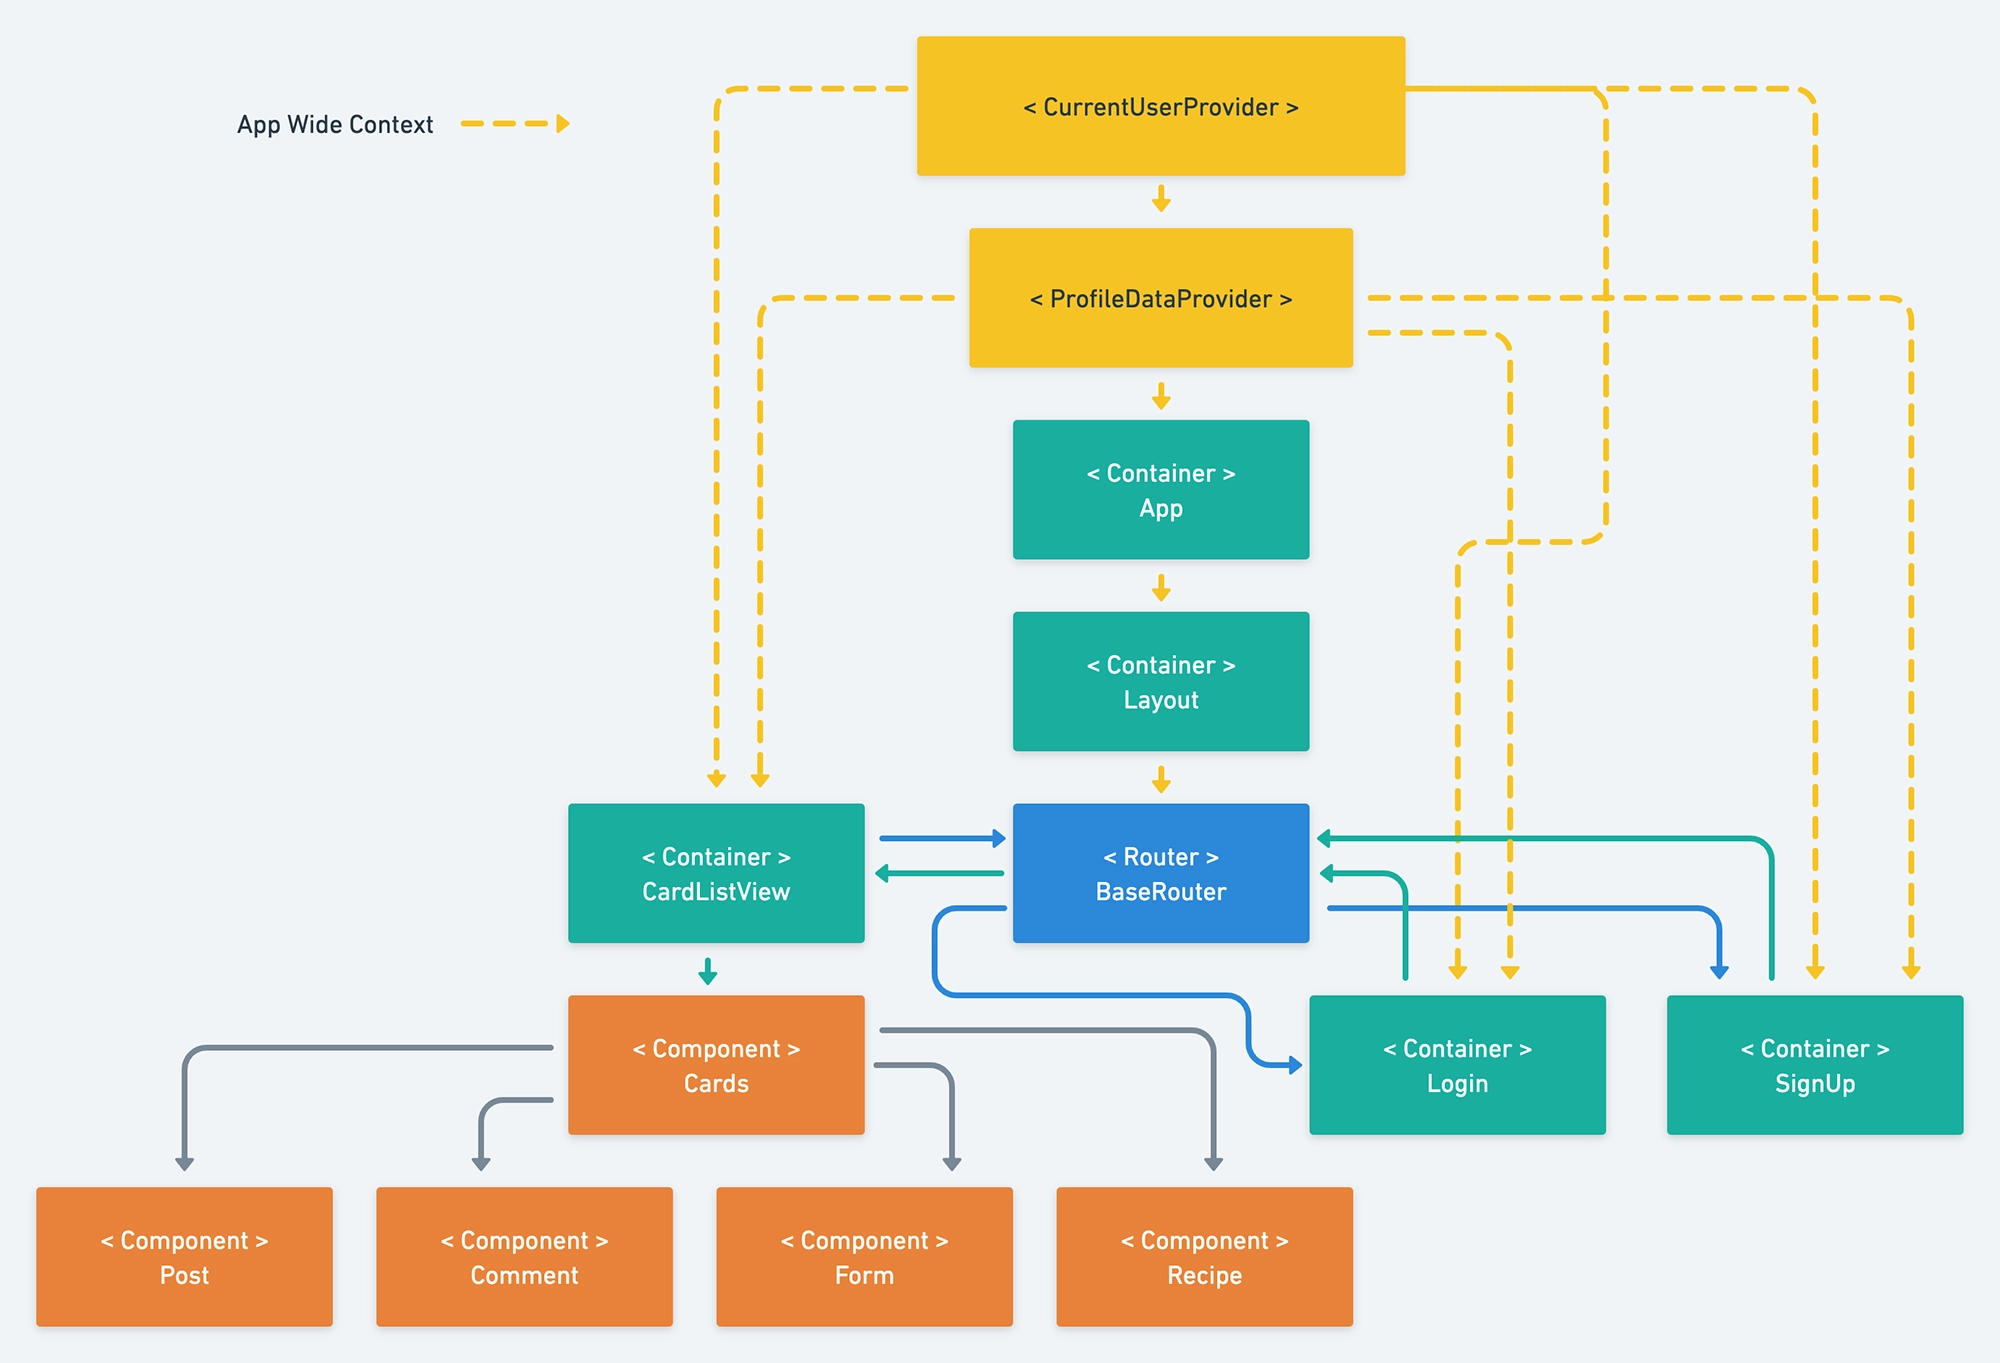 App Wide Context
< CurrentUserProvider >
< ProfileDataProvider >
< Container >
App
< Container >
Layout
< Container >
CardListView
< Router >
BaseRouter
< Component >
Cards
< Container >
Login
< Container >
SignUp
< Component >
Post
< Component >
Comment
< Component >
Form
< Component >
Recipe